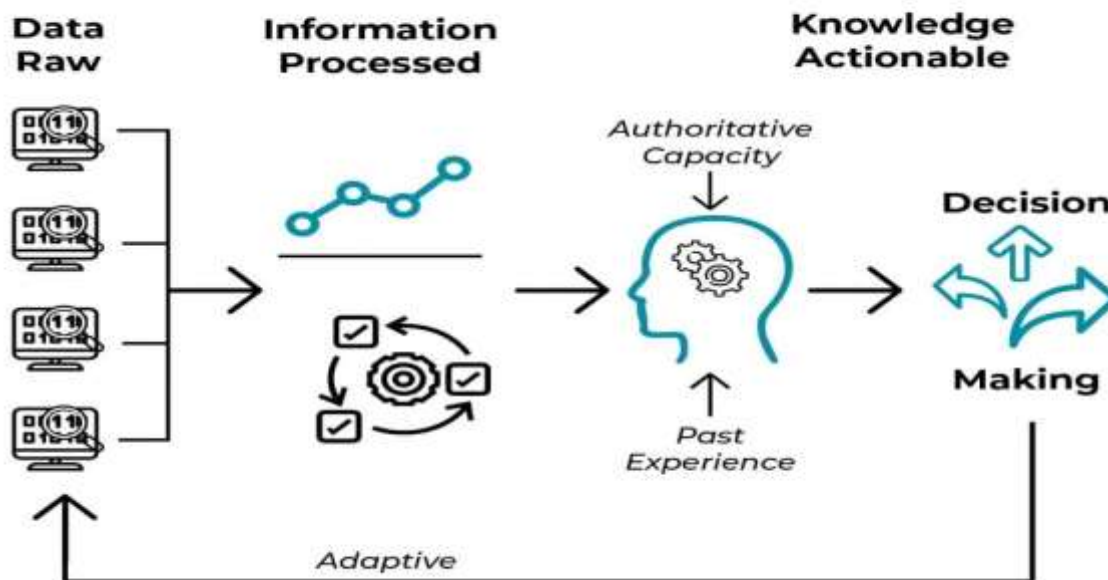 Data
Raw
Information
Processed
Knowledge
Actionable
Authoritative
Capacity
Past
Experience
Decision
Making
Adaptive